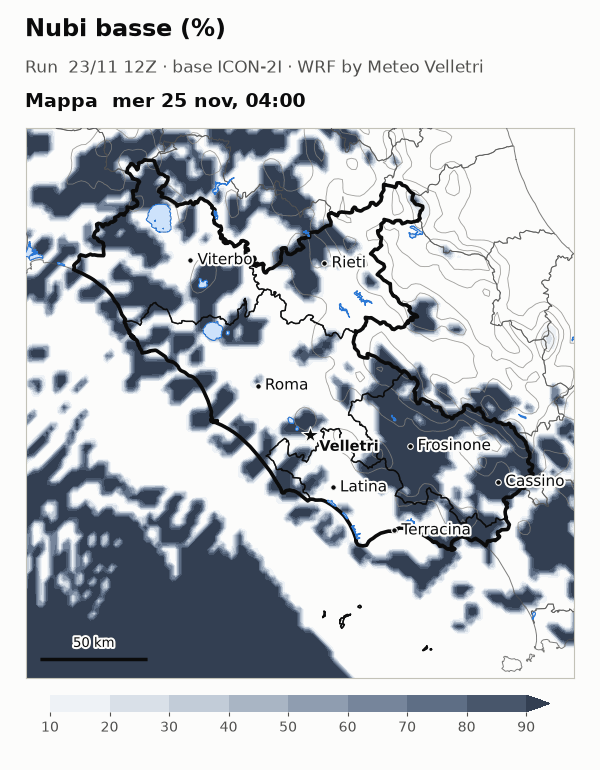 Nubi basse (%)
Run  23/11 12Z · base ICON-2I · WRF by Meteo Velletri
Mappa  mer 25 nov, 04:00
Viterbo
Rieti
Roma
Velletri
Frosinone
Cassino
Latina
Terracina
50 km
10 20 30 40 50 60 70 80 90